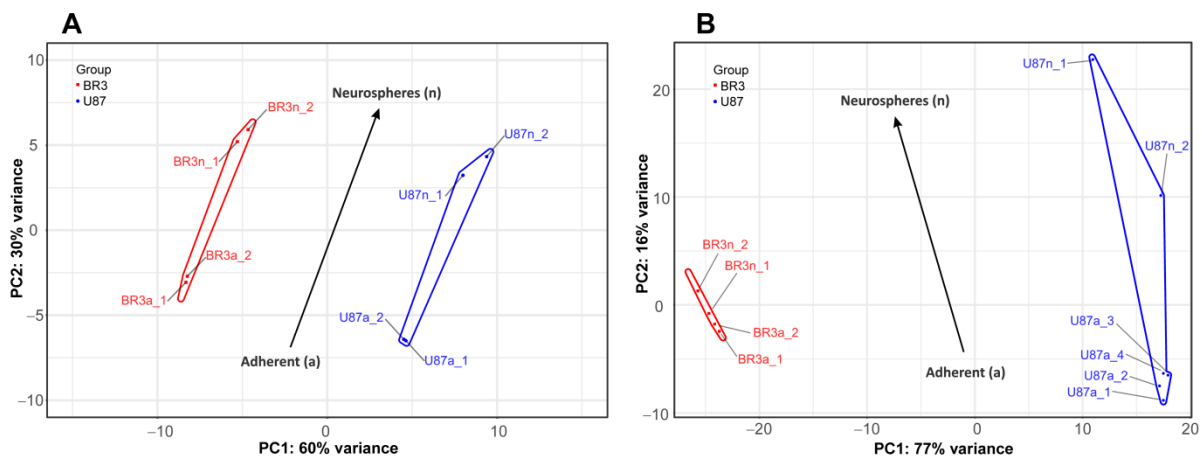 A
10
5
0
−5
−10
PC2: 30% variance
Group
BR3
U87
Neurospheres (n)
BR3n_2
BR3n_1
U87n_2
U87n_1
BR3a_2
BR3a_1
U87a_2
U87a_1
Adherent (a)
−10
0
10
PC1: 60% variance
B
20
10
0
−10
PC2: 16% variance
Group
BR3
U87
U87n_1
Neurospheres (n)
U87n_2
BR3n_2
BR3n_1
BR3a_2
BR3a_1
U87a_3
U87a_4
U87a_2
U87a_1
Adherent (a)
−20
−10
0
10
20
PC1: 77% variance